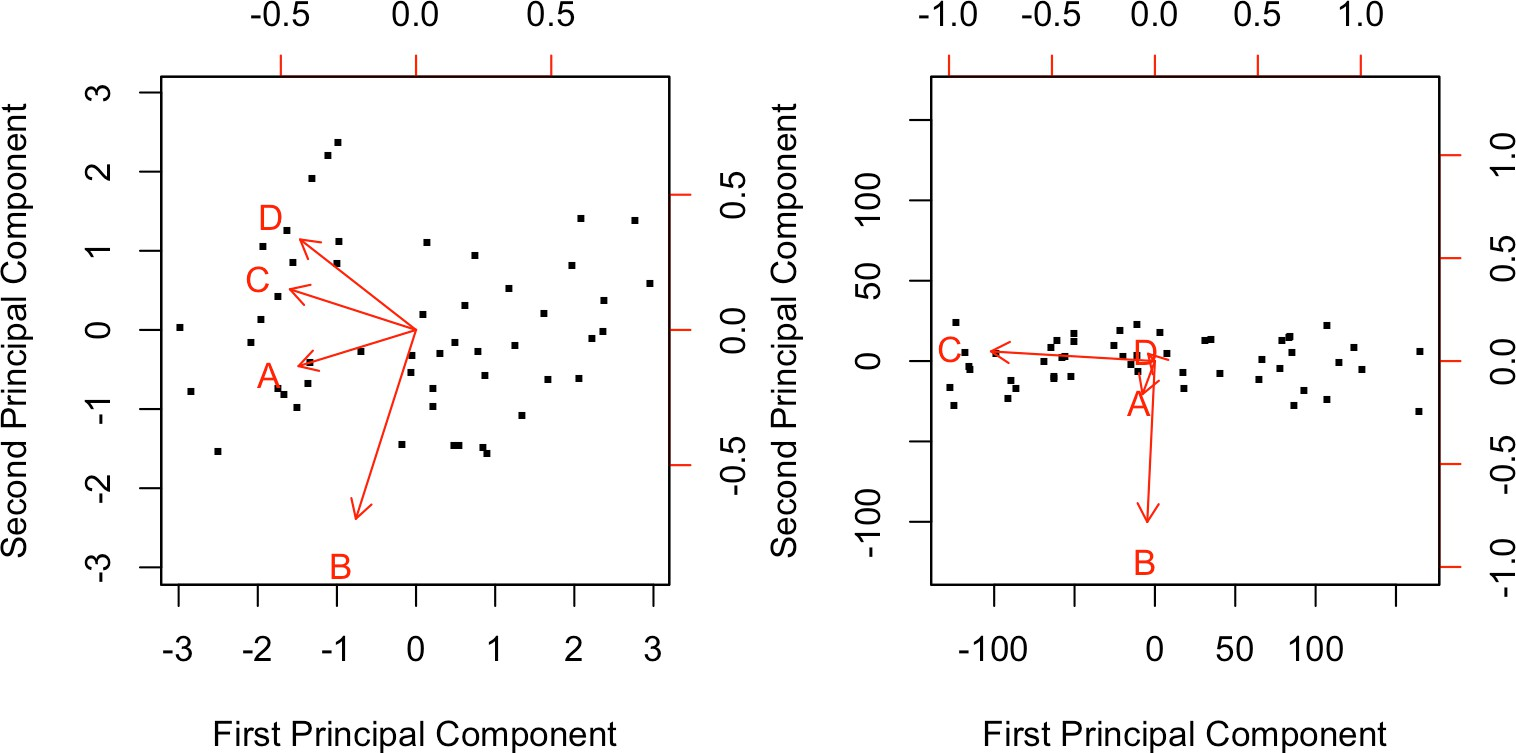 -0.5 0.0 0.5
Second Principal Component
3
2
1
0
-1
-2
-3
D
C
A
B
0.5
0.0
-0.5
-3 -2 -1 0 1 2 3
First Principal Component
-1.0 -0.5 0.0 0.5 1.0
Second Principal Component
100
50
0
-100
C
D
A
B
1.0
0.5
0.0
-0.5
-1.0
-100 0 50 100
First Principal Component